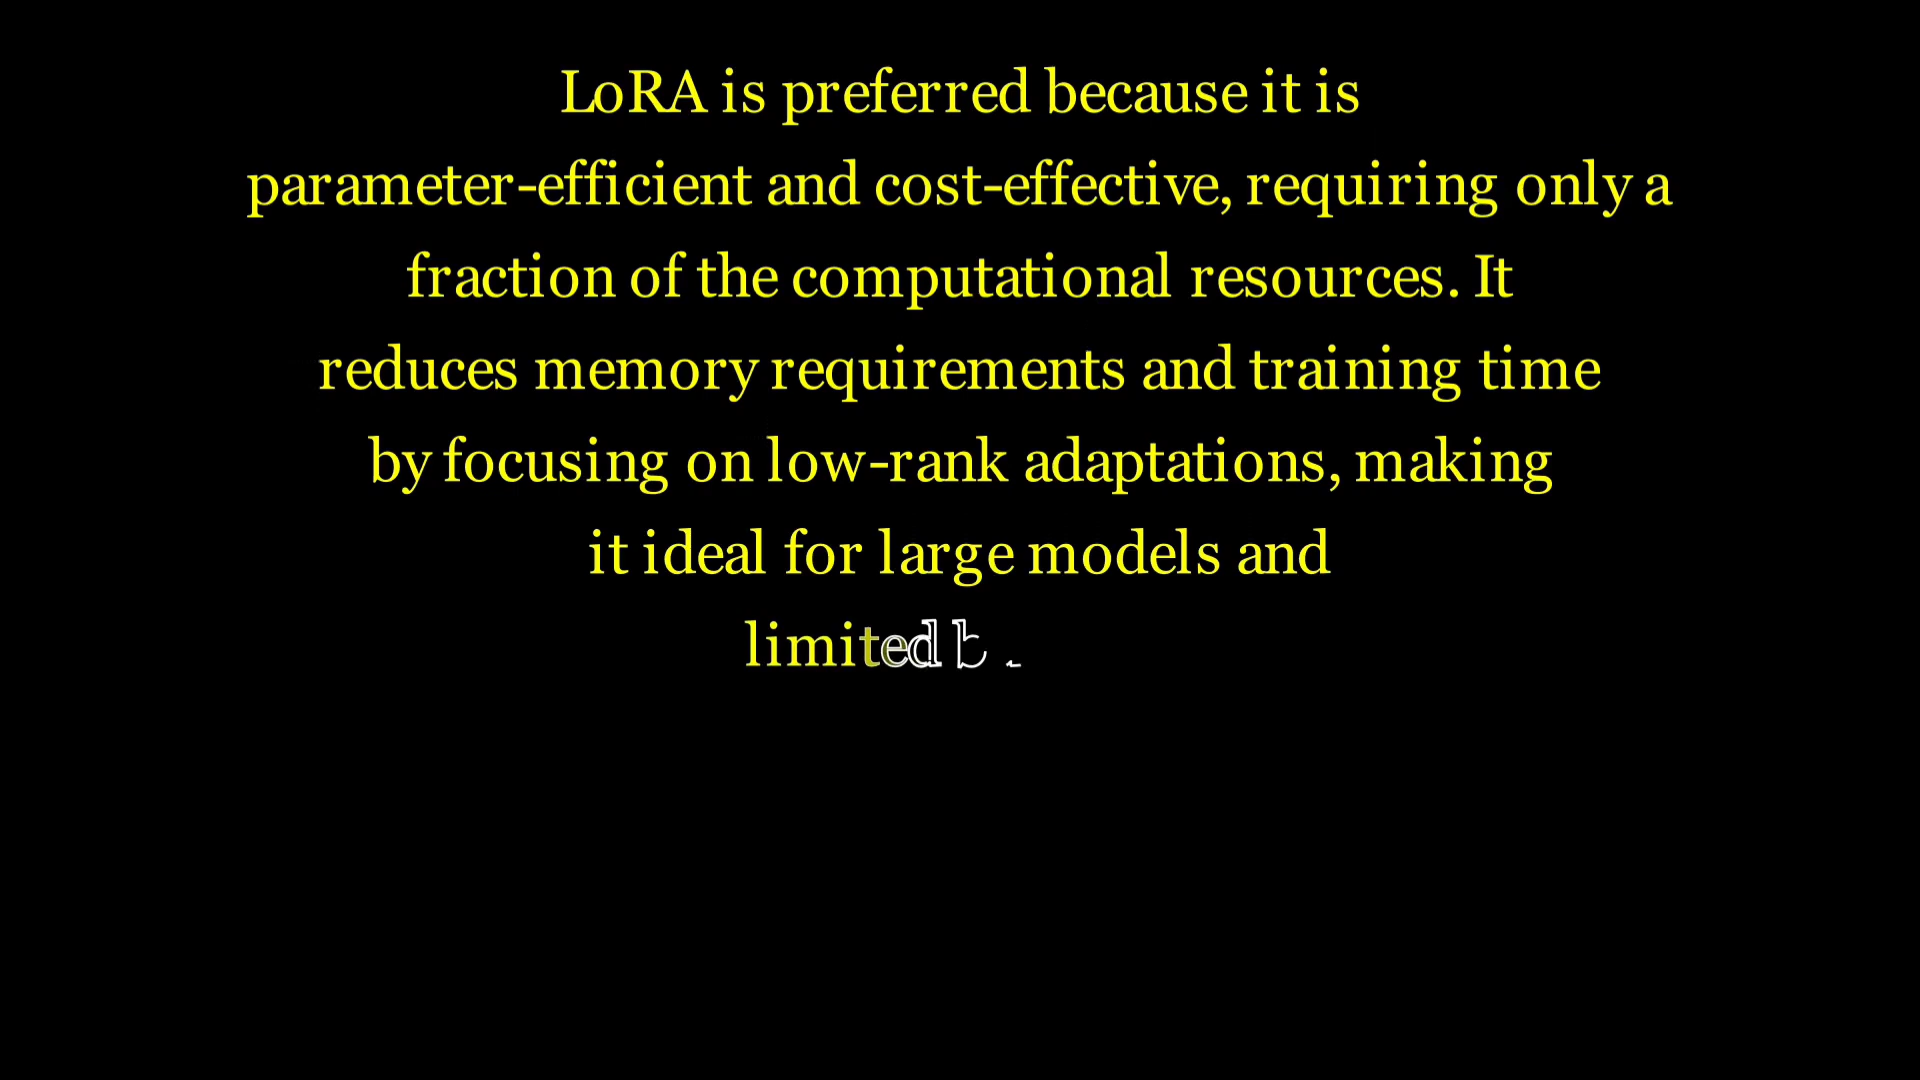 LoRA is preferred because it is
parameter-efficient and cost-effective, requiring only a
fraction of the computational resources. It
reduces memory requirements and training time
by focusing on low-rank adaptations, making
it ideal for large models and
limited